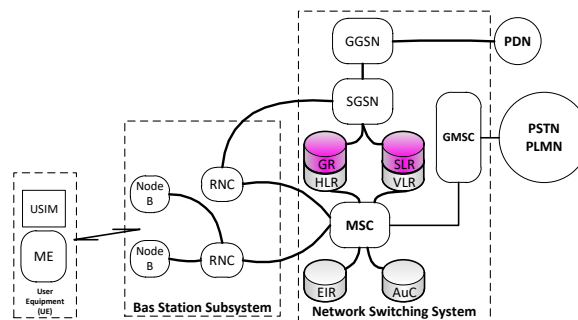 GGSN
PDN
SGSN
GMSC
PSTN
PLMN
GR
HLR
SLR
VLR
RNC
Node
B
USIM
MSC
ME
Node
B
RNC
User
Equipment
(UE)
EIR
AuC
Bas Station Subsystem
Network Switching System